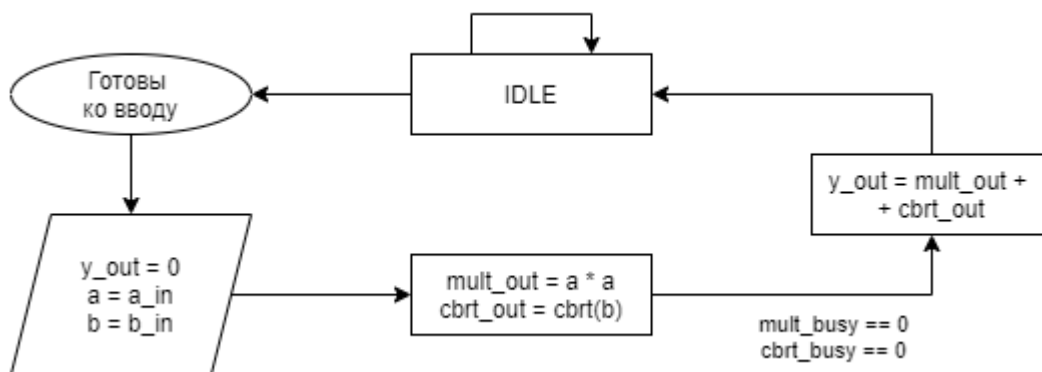 Готовы
ко вводу
IDLE
y_out = mult_out +
+ cbrt_out
y_out = 0
a = a_in
b = b_in
mult_out = a * a
cbrt_out = cbrt(b)
mult_busy == 0
cbrt_busy == 0